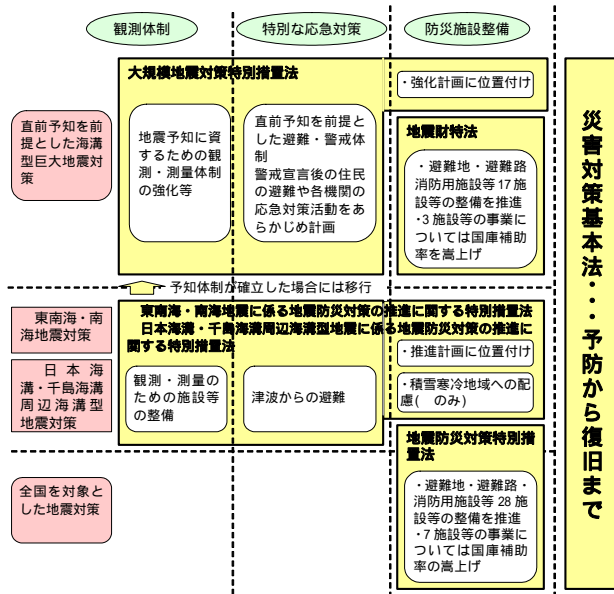 観測体制
特別な応急対策
防災施設整備
大規模地震対策特別措置法
・強化計画に位置付け
直前予知を前
提とした海溝
型巨大地震対
策
地震予知に資
するための観
測・測量体制
の強化等
直前予知を前提
とした避難・警戒体
制
警戒宣言後の住民
の避難や各機関の
応急対策活動をあ
らかじめ計画
地震財特法
・避難地・避難路
消防用施設等 17 施
設等の整備を推進
・3 施設等の事業に
ついては国庫補助
率を嵩上げ
災害対策基本法・・・予防から復旧まで
予知体制が確立した場合には移行
東南海・南
海地震対策
東南海・南海地震に係る地震防災対策の推進に関する特別措置法
日本海溝・千島海溝周辺海溝型地震に係る地震防災対策の推進に
関する特別措置法
・推進計画に位置付け
日本海
溝・千島海溝
周辺海溝型
地震対策
観測・測量の
ための施設等
の整備
津波からの避難
・積雪寒冷地域への配
慮( のみ)
地震防災対策特別措
置法
全国を対象と
した地震対策
・避難地・避難路・
消防用施設等 28 施
設等の整備を推進
・7 施設等の事業に
ついては国庫補助
率の嵩上げ